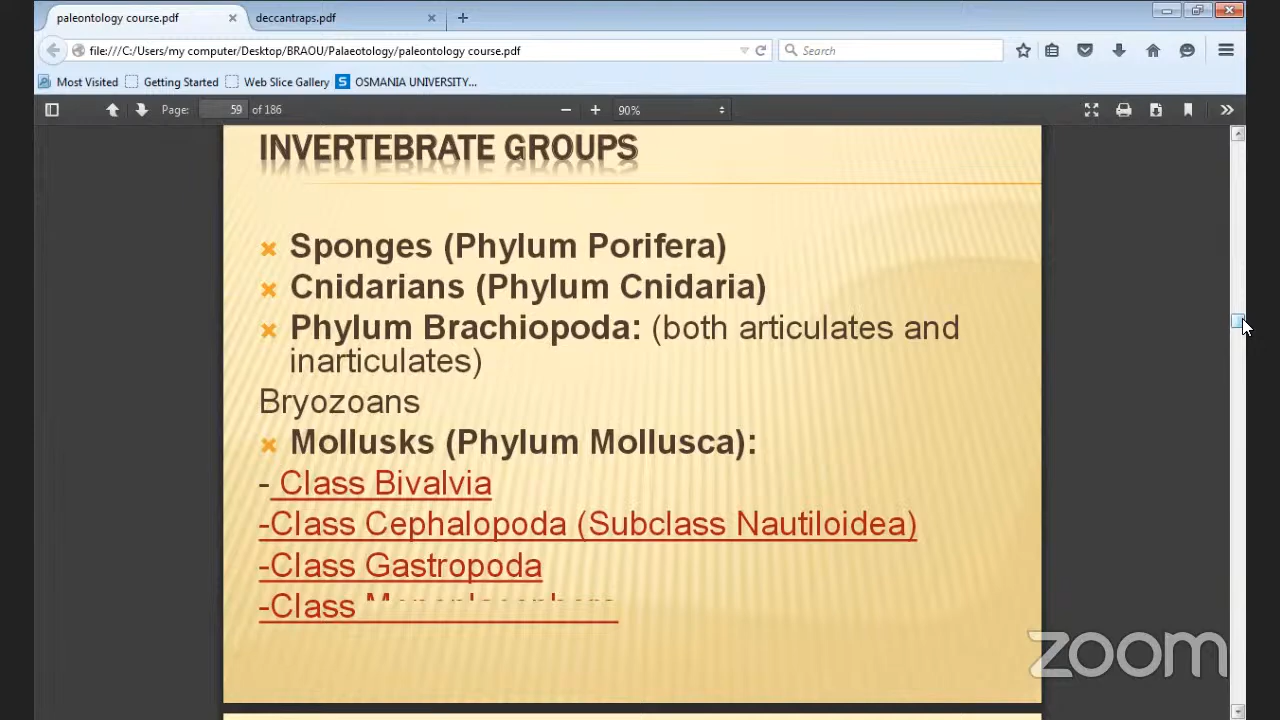 paleontology course.pdf
deccantraps.pdf
file:///C:/Users/my computer/Desktop/BRAOU/Palaeotology/paleontology course.pdf
Search
Most Visited
Getting Started
Web Slice Gallery
S OSMANIA UNIVERSITY...
Page: 59 of 186
90%
INVERTEBRATE GROUPS
Sponges (Phylum Porifera)
Cnidarians (Phylum Cnidaria)
Phylum Brachiopoda: (both articulates and
inarticulates)
Bryozoans
Mollusks (Phylum Mollusca):
- Class Bivalvia
-Class Cephalopoda (Subclass Nautiloidea)
-Class Gastropoda
-Class
zoom